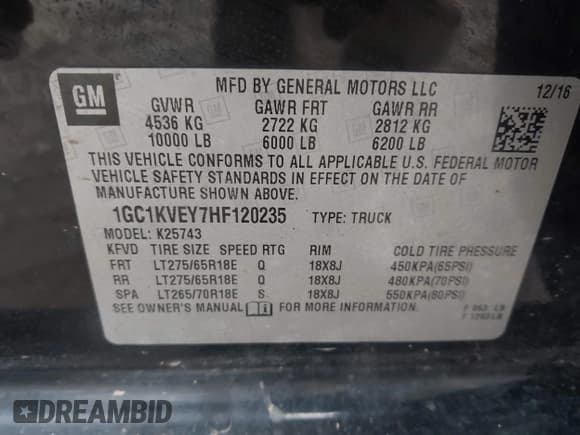 GM
MFD BY GENERAL MOTORS LLC 12/16
GVWR GAWR FRT GAWR RR
4536 KG 2722 KG 2812 KG
10000 LB 6000 LB 6200 LB
THIS VEHICLE CONFORMS TO ALL APPLICABLE U.S. FEDERAL MOTOR
VEHICLE SAFETY STANDARDS IN EFFECT ON THE DATE OF
MANUFACTURE SHOWN ABOVE.
1GC1KVEY7HF120235 TYPE: TRUCK
MODEL: K25743
KFVD TIRE SIZE SPEED RTG RIM COLD TIRE PRESSURE
FRT LT275/65R18E Q 18X8J 450KPA(65PSI)
RR LT275/65R18E Q 18X8J 480KPA(70PSI)
SPA LT265/70R18E S 18X8J 550KPA(80PSI)
SEE OWNER'S MANUAL FOR MORE INFORMATION.
LB
LB
DREAMBID